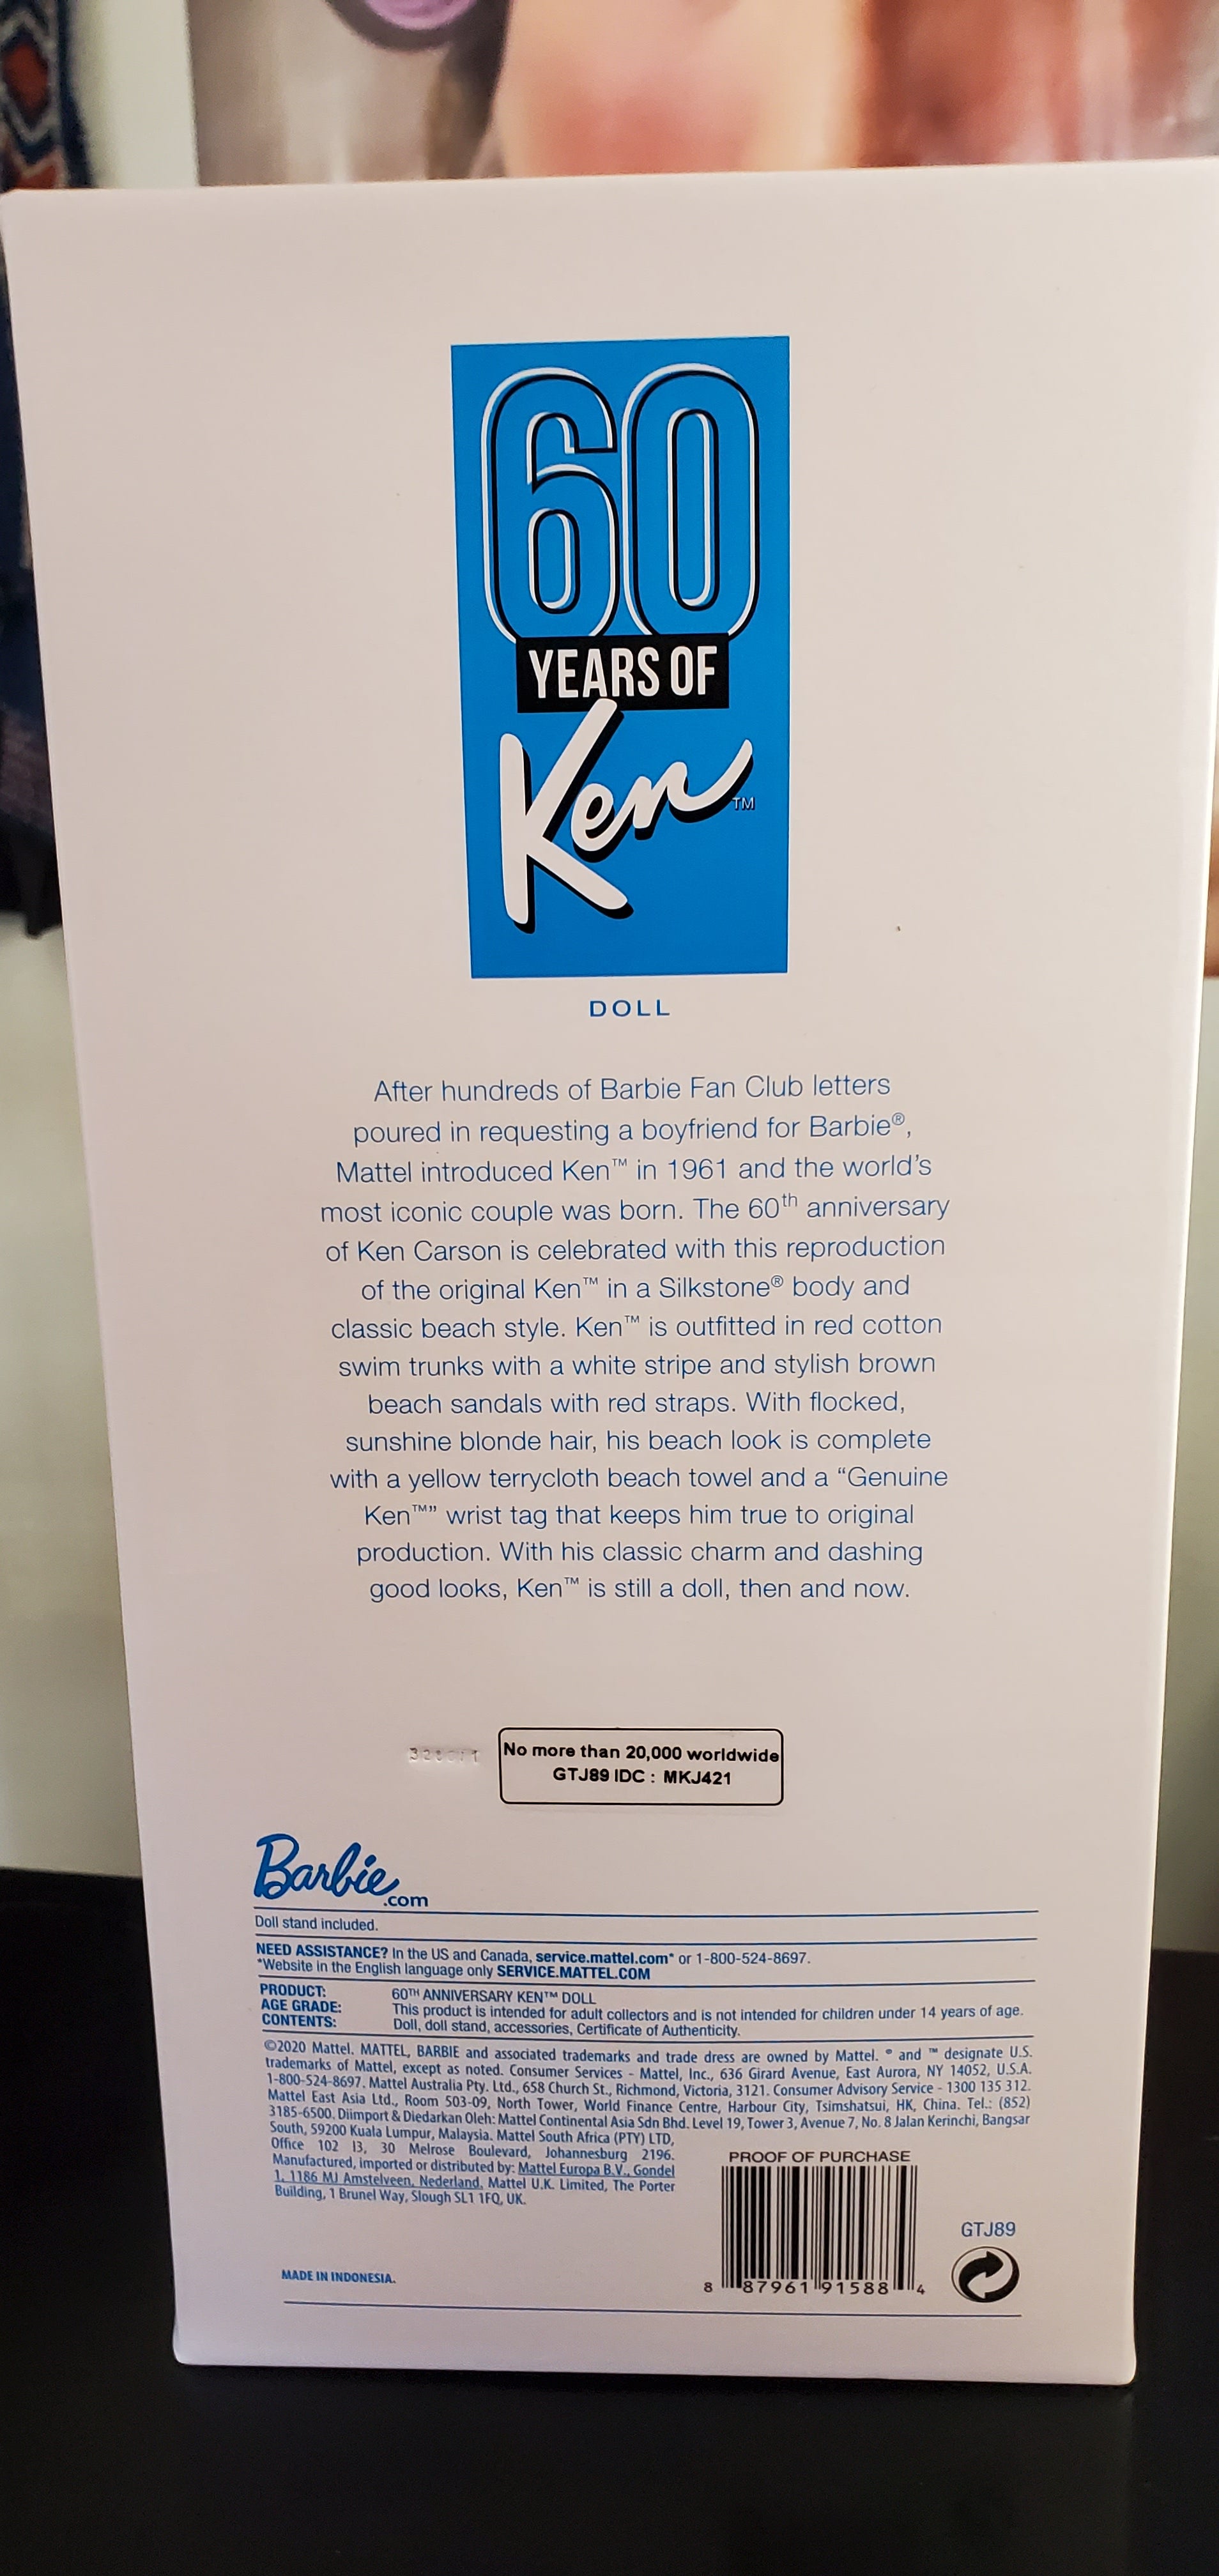 60
YEARS OF
Ken™
DOLL
After hundreds of Barbie Fan Club letters
poured in requesting a boyfriend for Barbie®,
Mattel introduced Ken™ in 1961 and the world's
most iconic couple was born. The 60th anniversary
of Ken Carson is celebrated with this reproduction
of the original Ken™ in a Silkstone® body and
classic beach style. Ken™ is outfitted in red cotton
swim trunks with a white stripe and stylish brown
beach sandals with red straps. With flocked,
sunshine blonde hair, his beach look is complete
with a yellow terrycloth beach towel and a “Genuine
Ken™” wrist tag that keeps him true to original
production. With his classic charm and dashing
good looks, Ken™ is still a doll, then and now.
No more than 20,000 worldwide
GTJ89 IDC : MKJ421
Barbie.com
Doll stand included.
NEED ASSISTANCE? In the US and Canada, service.mattel.com* or 1-800-524-8697.
*Website in the English language only SERVICE.MATTEL.COM
PRODUCT: 60TH ANNIVERSARY KEN™ DOLL
AGE GRADE: This product is intended for adult collectors and is not intended for children under 14 years of age.
CONTENTS: Doll, doll stand, accessories, Certificate of Authenticity.
©2020 Mattel. MATTEL, BARBIE and associated trademarks and trade dress are owned by Mattel. ® and ™ designate U.S.
trademarks of Mattel, except as noted. Consumer Services - Mattel, Inc., 636 Girard Avenue, East Aurora, NY 14052, U.S.A.
1-800-524-8697. Mattel Australia Pty. Ltd., 658 Church St., Richmond, Victoria, 3121. Consumer Advisory Service - 1300 135 312.
Mattel East Asia Ltd., Room 503-09, North Tower, World Finance Centre, Harbour City, Tsimshatsui, HK, China. Tel.: (852)
3185-6500. Diimport & Diedarkan Oleh: Mattel Continental Asia Sdn Bhd. Level 19, Tower 3, Avenue 7, No. 8 Jalan Kerinchi, Bangsar
South, 59200 Kuala Lumpur, Malaysia. Mattel South Africa (PTY) LTD,
Office 102 I3, 30 Melrose Boulevard, Johannesburg 2196.
Manufactured, imported or distributed by: Mattel Europa B.V., Gondel
1, 1186 MJ Amstelveen, Nederland. Mattel U.K. Limited, The Porter
Building, 1 Brunel Way, Slough SL1 1FQ, UK.
PROOF OF PURCHASE
8 87961 91588 4
GTJ89
MADE IN INDONESIA.